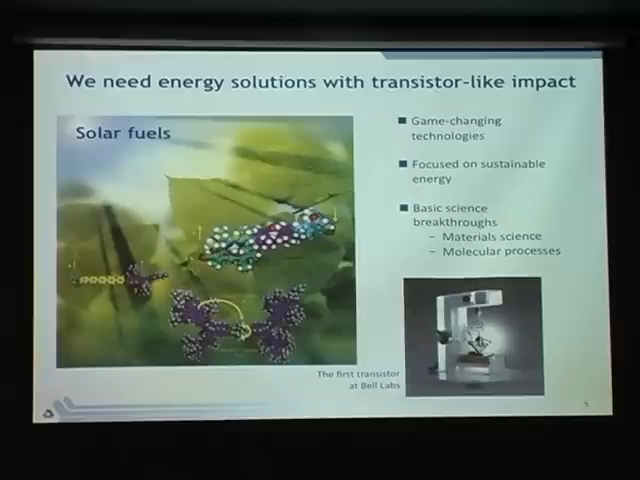 We need energy solutions with transistor-like impact
Solar fuels
Game-changing
technologies
Focused on sustainable
energy
Basic science
breakthroughs
– Materials science
– Molecular processes
The first transistor
at Bell Labs